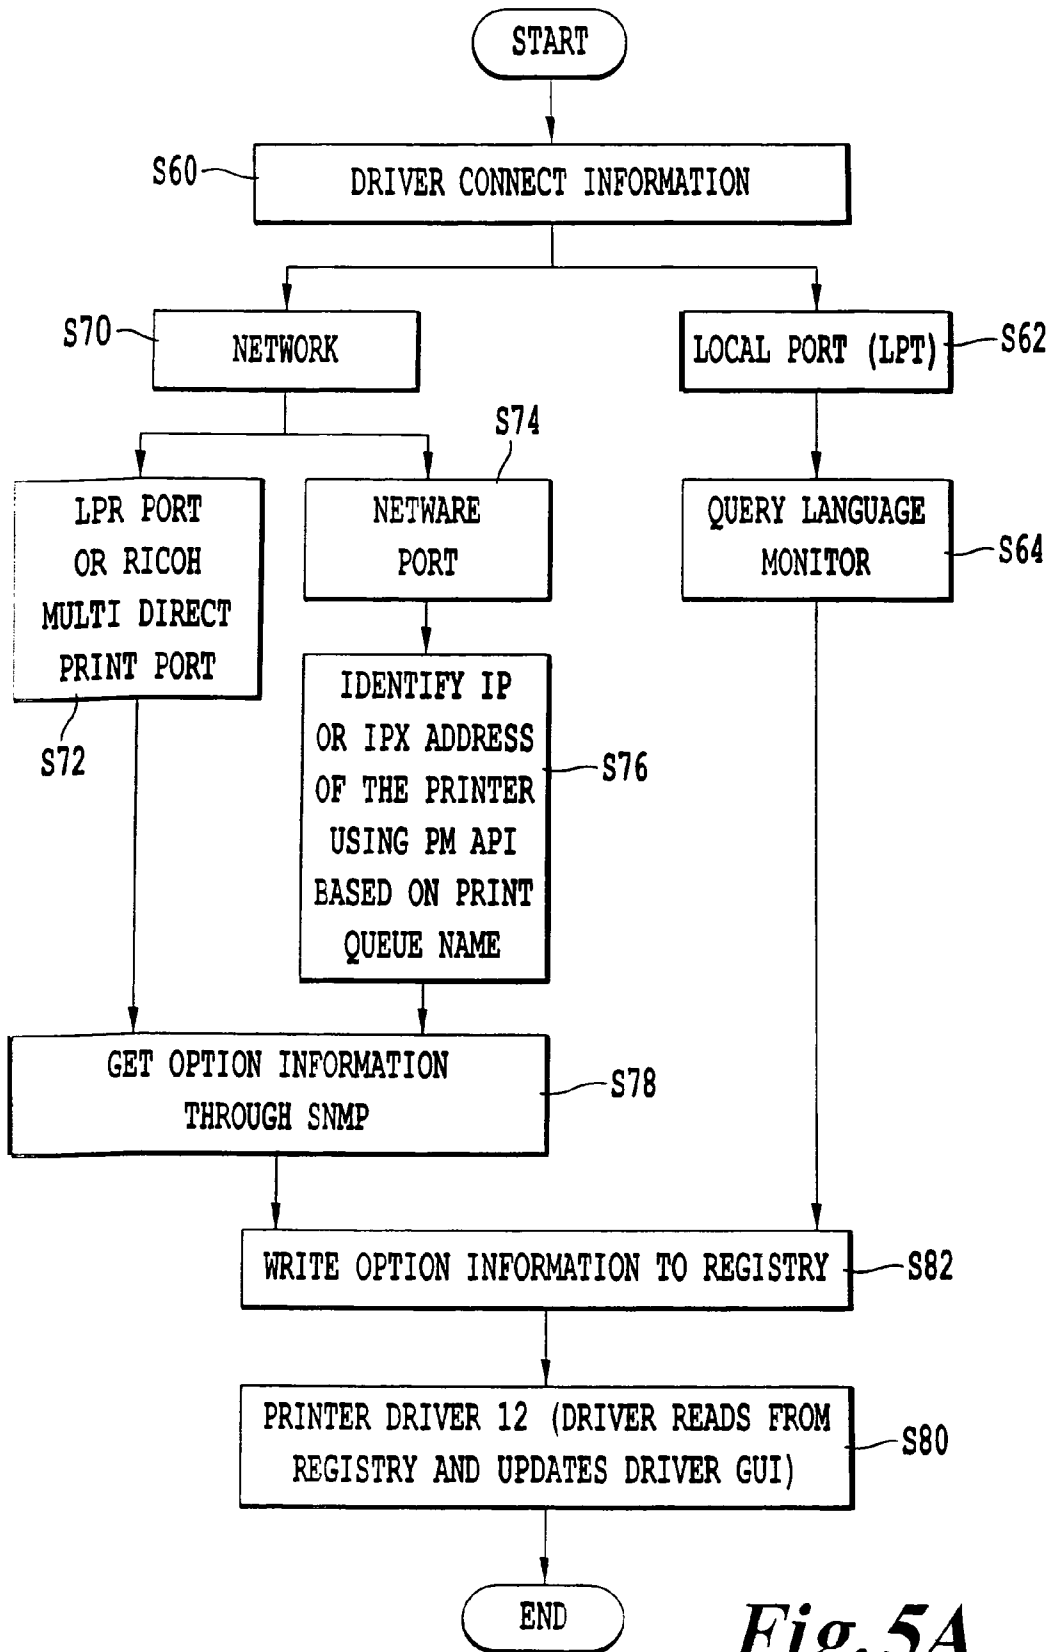 START
S60
DRIVER CONNECT INFORMATION
S70
NETWORK
LOCAL PORT (LPT)
S62
S74
LPR PORT
OR RICOH
MULTI DIRECT
PRINT PORT
S72
NETWARE
PORT
QUERY LANGUAGE
MONITOR
S64
IDENTIFY IP
OR IPX ADDRESS
OF THE PRINTER
USING PM API
BASED ON PRINT
QUEUE NAME
S76
GET OPTION INFORMATION
THROUGH SNMP
S78
WRITE OPTION INFORMATION TO REGISTRY
S82
PRINTER DRIVER 12 (DRIVER READS FROM
REGISTRY AND UPDATES DRIVER GUI)
S80
END
Fig. 5A